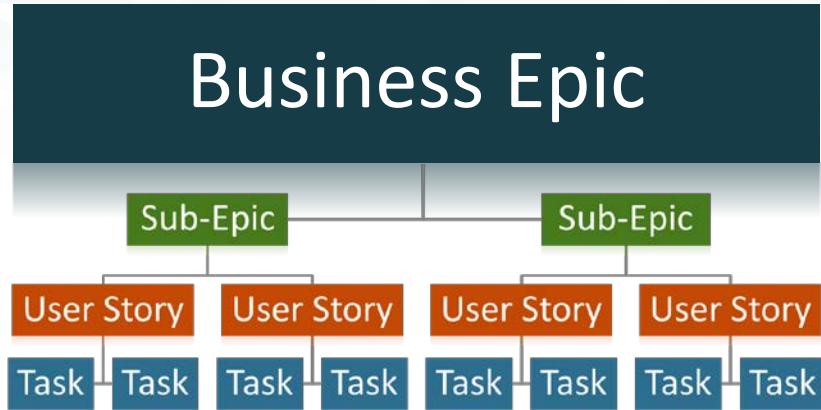 Business Epic
Sub-Epic Sub-Epic
User Story User Story User Story User Story
Task Task Task Task Task Task Task Task